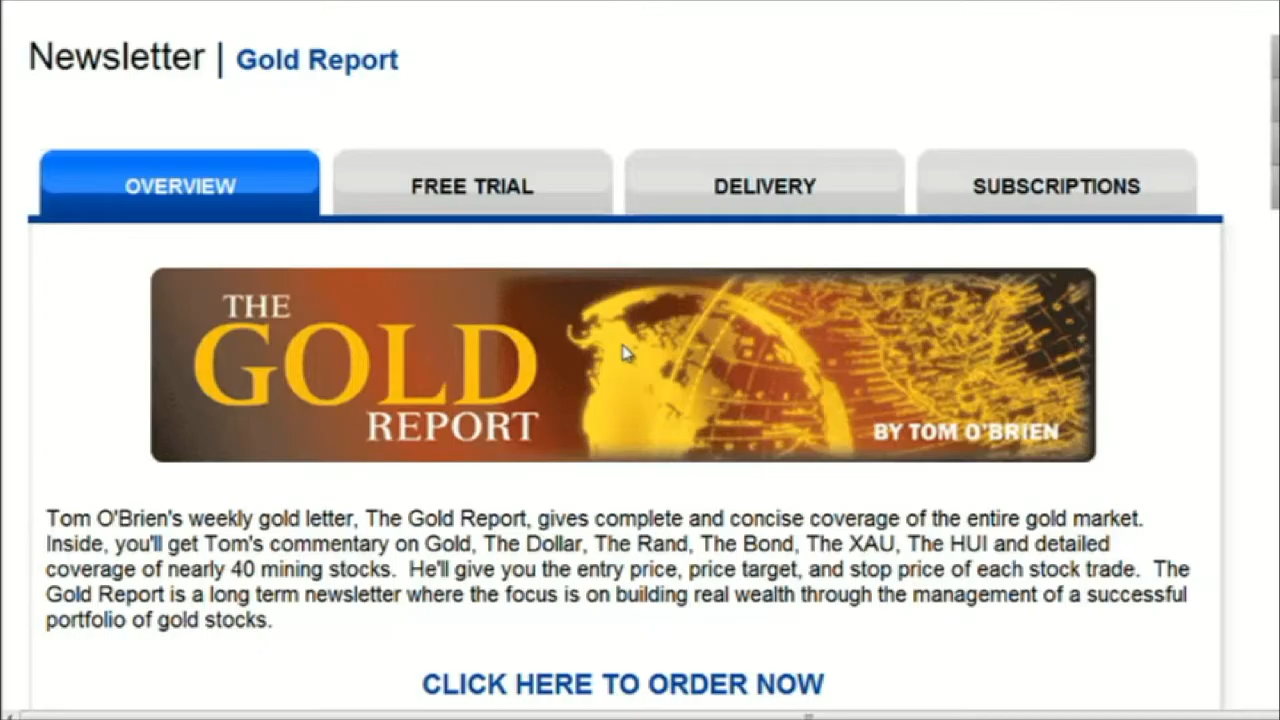 Newsletter | Gold Report
OVERVIEW
FREE TRIAL
DELIVERY
SUBSCRIPTIONS
THE
GOLD
REPORT
BY TOM O'BRIEN
Tom O'Brien's weekly gold letter, The Gold Report, gives complete and concise coverage of the entire gold market.
Inside, you'll get Tom's commentary on Gold, The Dollar, The Rand, The Bond, The XAU, The HUI and detailed
coverage of nearly 40 mining stocks.  He'll give you the entry price, price target, and stop price of each stock trade.  The
Gold Report is a long term newsletter where the focus is on building real wealth through the management of a successful
portfolio of gold stocks.
CLICK HERE TO ORDER NOW